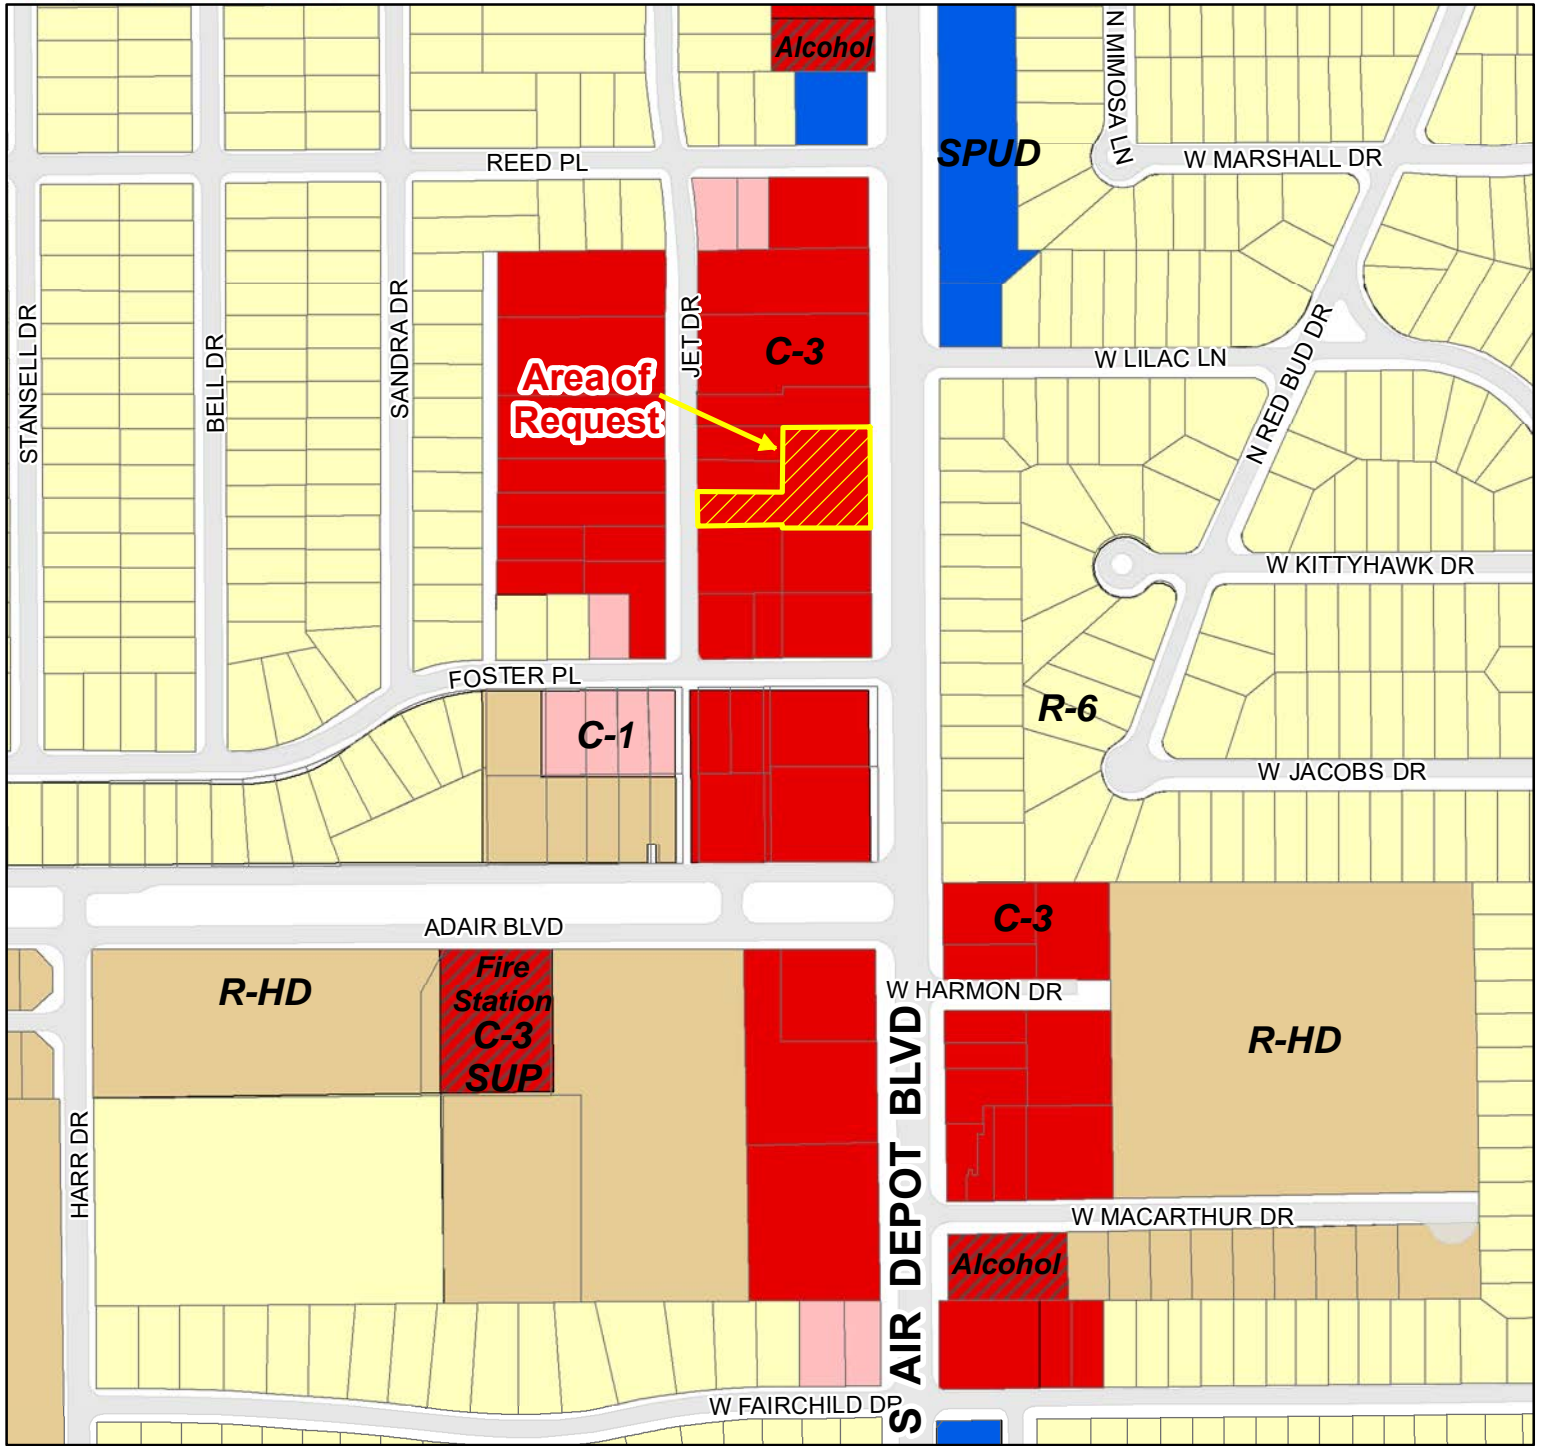 Alcohol
N MIMOSA LN
SPUD
REED PL
W MARSHALL DR
STANSELL DR
BELL DR
SANDRA DR
JET DR
C-3
W LILAC LN
N RED BUD DR
Area of
Request
W KITTYHAWK DR
FOSTER PL
C-1
R-6
W JACOBS DR
ADAIR BLVD
C-3
R-HD
Fire
Station
C-3
SUP
W HARMON DR
R-HD
HARR DR
S AIR DEPOT BLVD
W MACARTHUR DR
Alcohol
W FAIRCHILD DR